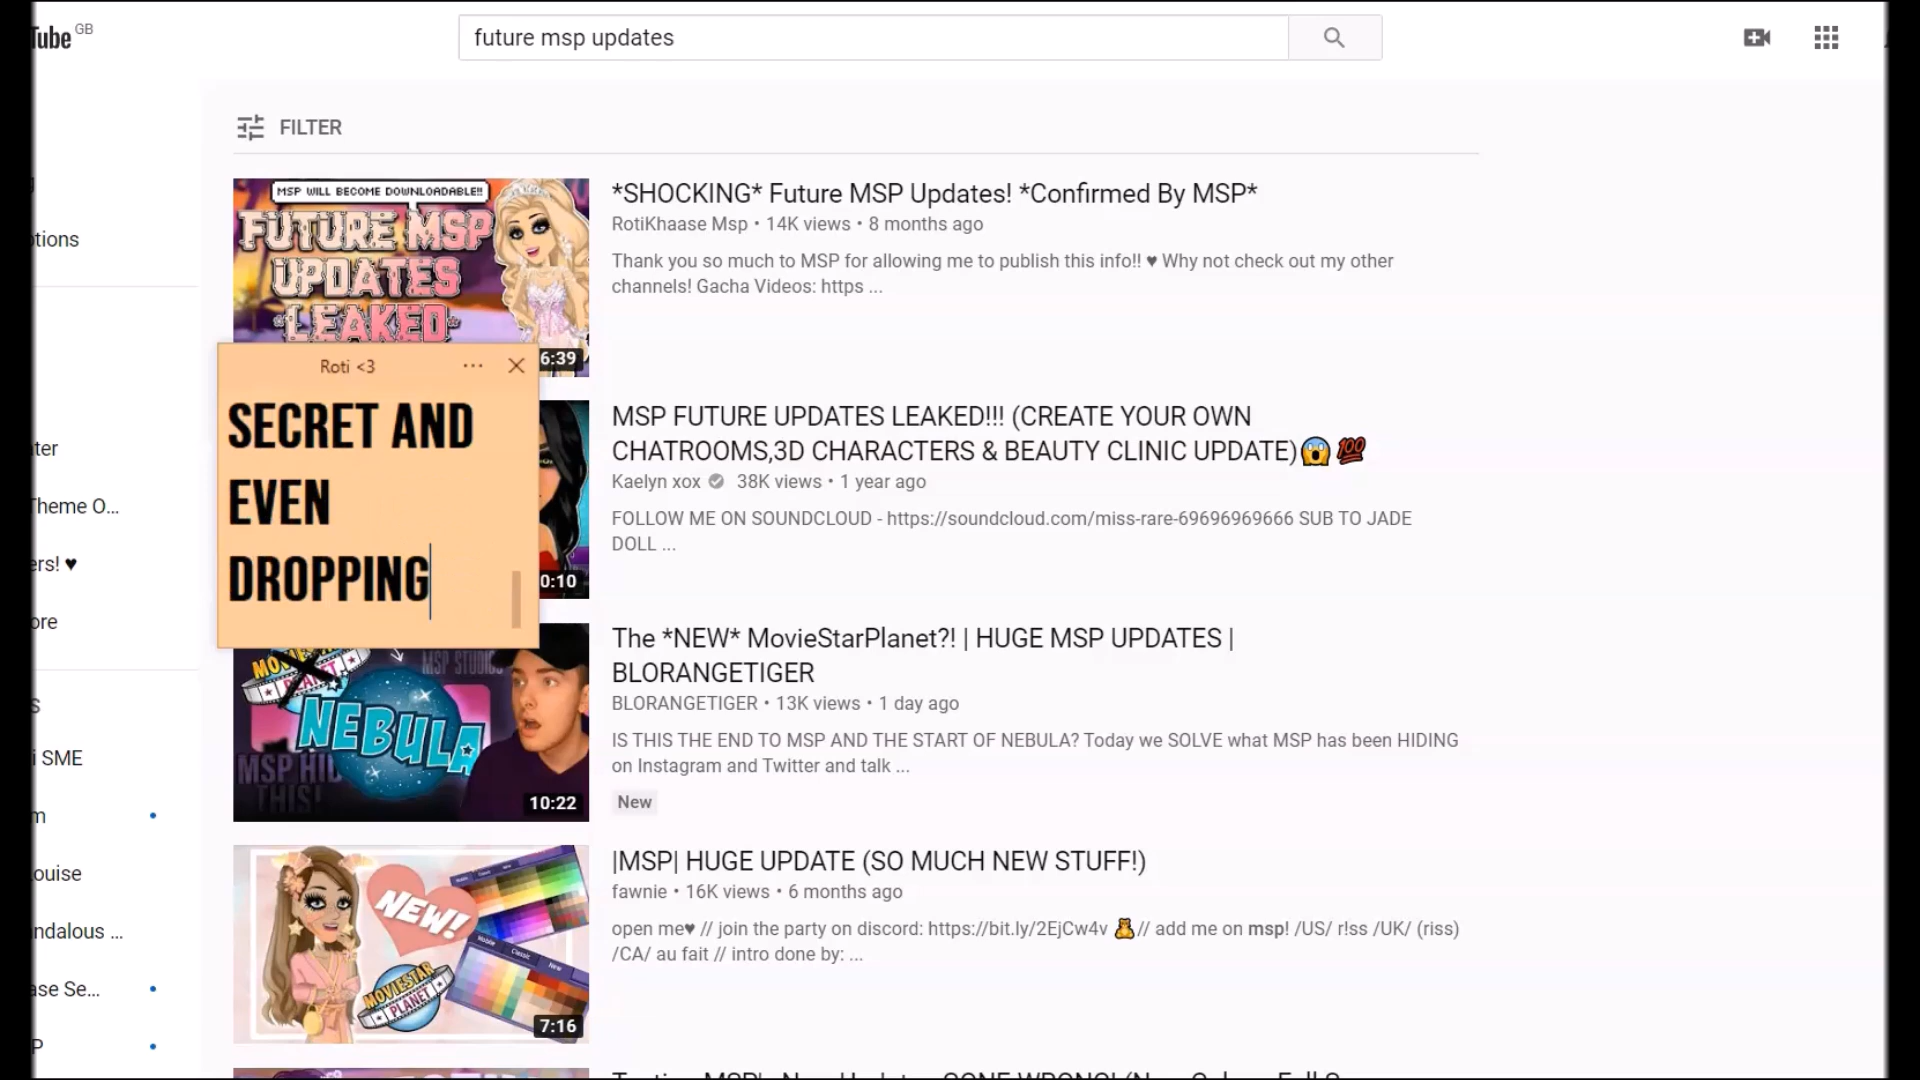 Tube GB
future msp updates
FILTER
otions
nter
Theme O...
ers! ♥
ore
s
i SME
m
ouise
ndalous ...
ase Se...
P
MSP WILL BECOME DOWNLOADABLE!!
FUTURE MSP
UPDATES
*LEAKED*
6:39
*SHOCKING* Future MSP Updates! *Confirmed By MSP*
RotiKhaase Msp • 14K views • 8 months ago
Thank you so much to MSP for allowing me to publish this info!! ♥ Why not check out my other
channels! Gacha Videos: https ...
Roti <3
SECRET AND
EVEN
DROPPING
0:10
MSP FUTURE UPDATES LEAKED!!! (CREATE YOUR OWN
CHATROOMS,3D CHARACTERS & BEAUTY CLINIC UPDATE)😱💯
Kaelyn xox 38K views • 1 year ago
FOLLOW ME ON SOUNDCLOUD - https://soundcloud.com/miss-rare-69696969666 SUB TO JADE
DOLL ...
MSP STUDIOS
NEBULA
MSP HID
THIS!
10:22
The *NEW* MovieStarPlanet?! | HUGE MSP UPDATES |
BLORANGETIGER
BLORANGETIGER • 13K views • 1 day ago
IS THIS THE END TO MSP AND THE START OF NEBULA? Today we SOLVE what MSP has been HIDING
on Instagram and Twitter and talk ...
New
NEW!
MOVIESTAR
PLANET
7:16
|MSP| HUGE UPDATE (SO MUCH NEW STUFF!)
fawnie • 16K views • 6 months ago
open me♥ // join the party on discord: https://bit.ly/2EjCw4v 🧸// add me on msp! /US/ r!ss /UK/ (riss)
/CA/ au fait // intro done by: ...